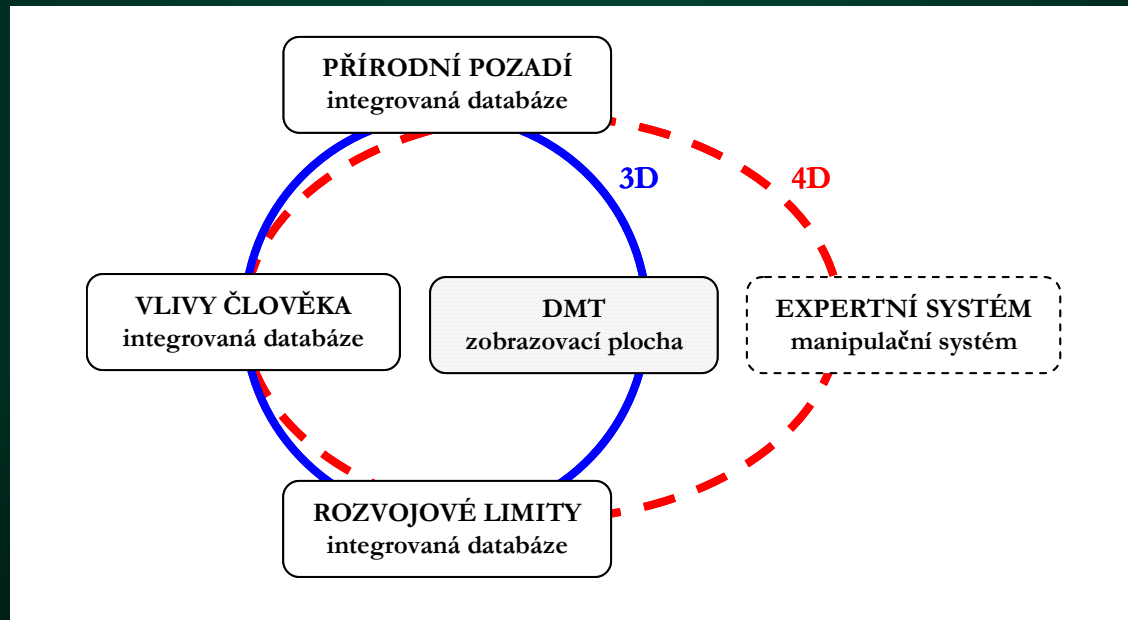 PŘÍRODNÍ POZADÍ
integrovaná databáze
3D
4D
VLIVY ČLOVĚKA
integrovaná databáze
DMT
zobrazovací plocha
EXPERTNÍ SYSTÉM
manipulační systém
ROZVOJOVÉ LIMITY
integrovaná databáze